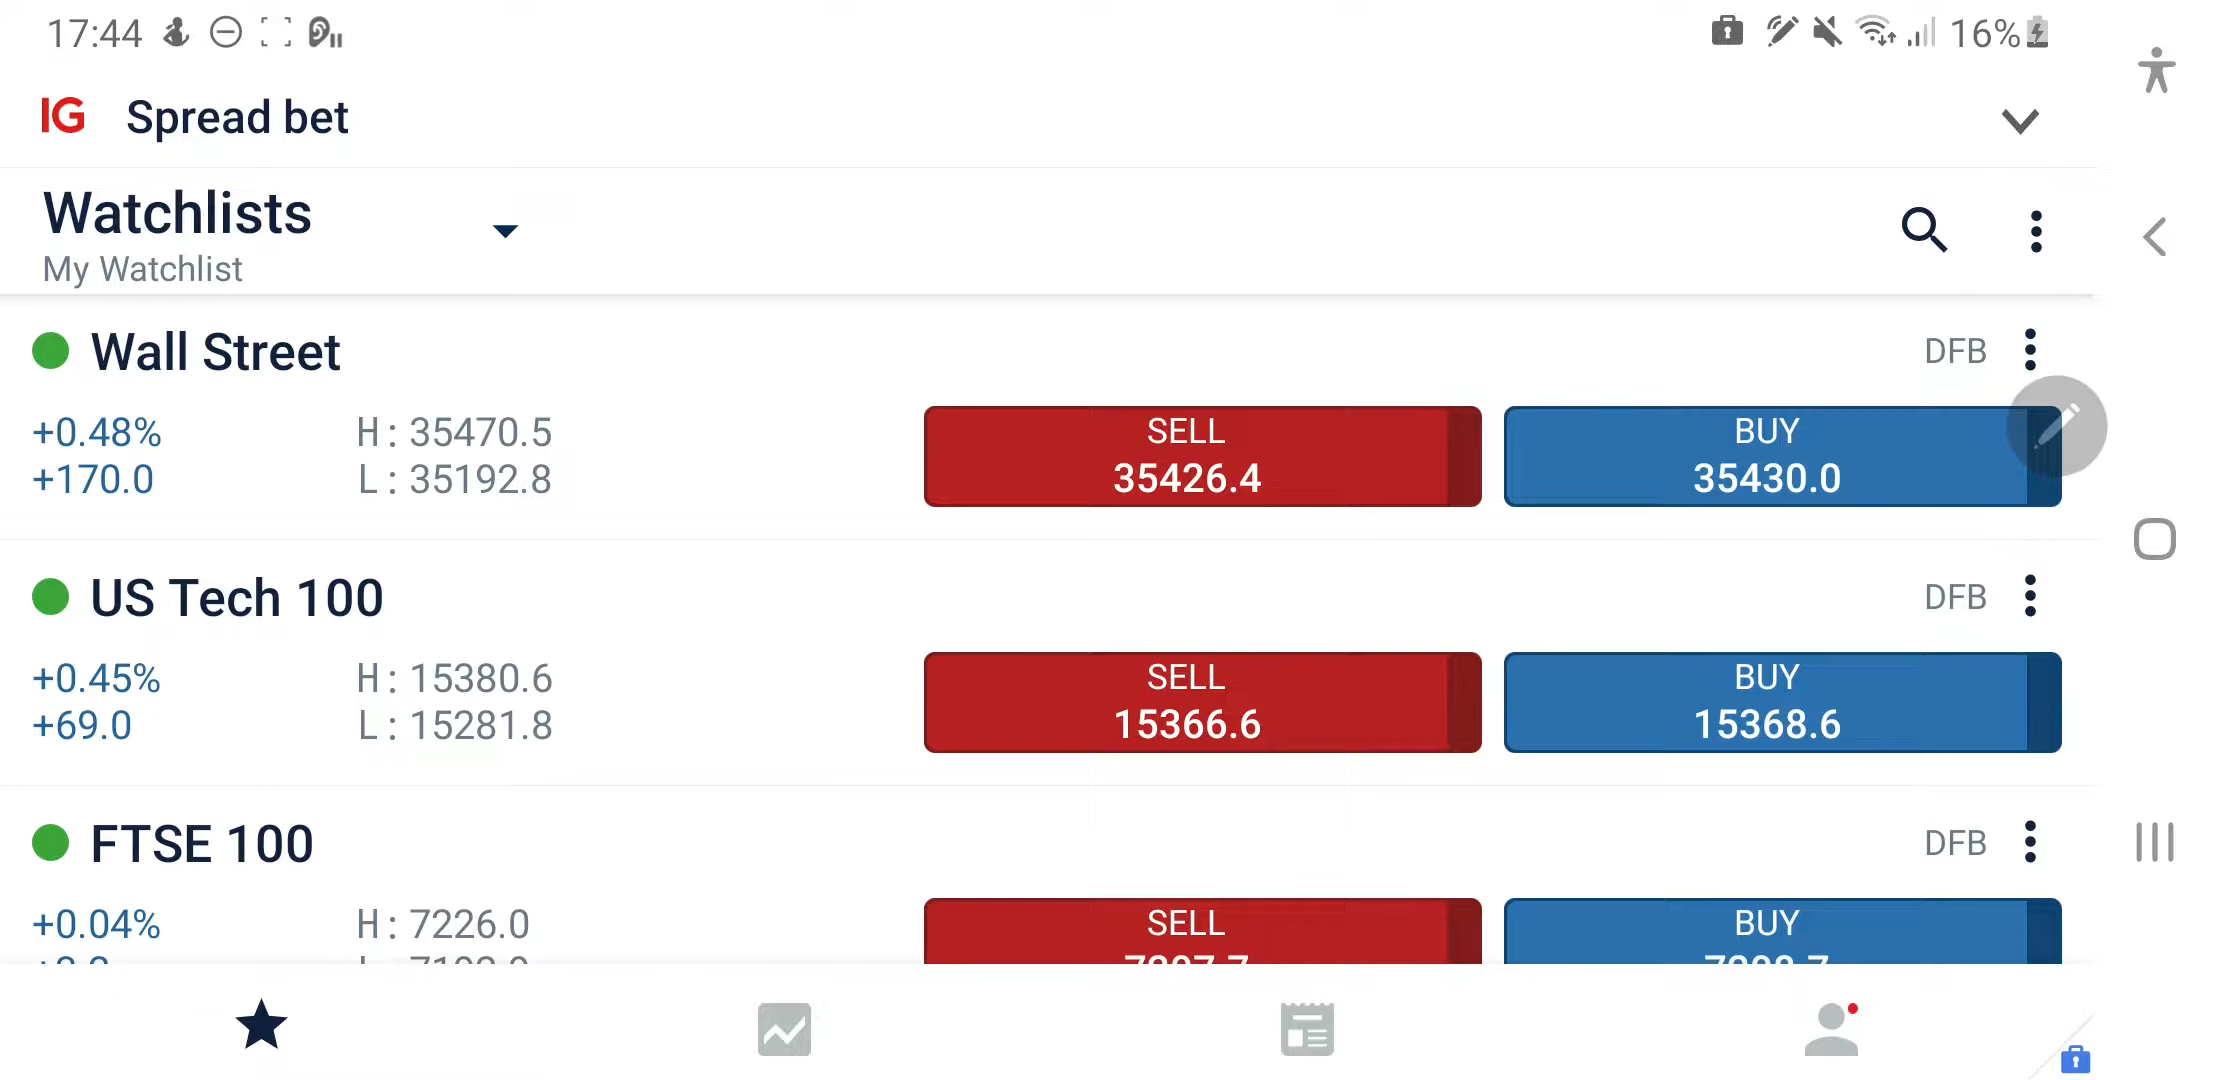 17:44
16%
IG Spread bet
Watchlists
My Watchlist
Wall Street
DFB
+0.48%
H: 35470.5
SELL
BUY
+170.0
L: 35192.8
35426.4
35430.0
US Tech 100
DFB
+0.45%
H: 15380.6
SELL
BUY
+69.0
L: 15281.8
15366.6
15368.6
FTSE 100
DFB
+0.04%
H: 7226.0
SELL
BUY